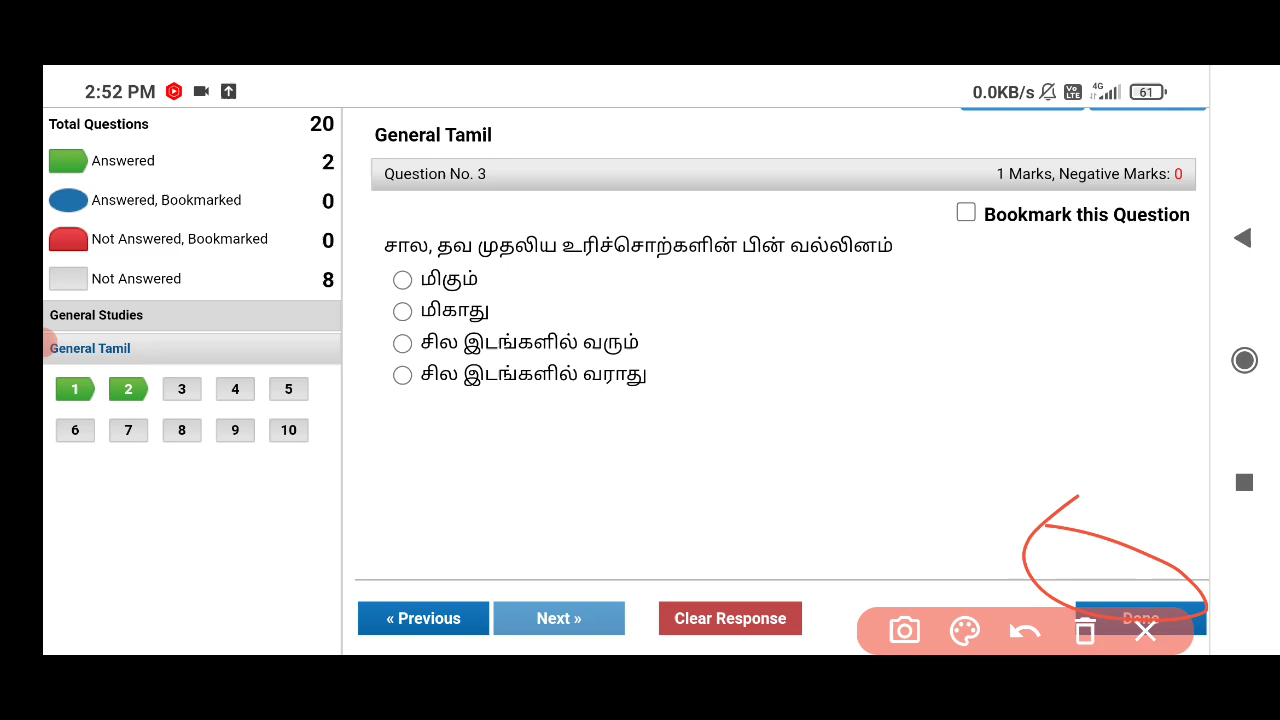 2:52 PM
0.0KB/s Vo LTE 4G 61
Total Questions 20
Answered 2
Answered, Bookmarked 0
Not Answered, Bookmarked 0
Not Answered 8
General Studies
General Tamil
1 2 3 4 5
6 7 8 9 10
General Tamil
Question No. 3 1 Marks, Negative Marks: 0
Bookmark this Question
சால, தவ முதலிய உரிச்சொற்களின் பின் வல்லினம்
மிகும்
மிகாது
சில இடங்களில் வரும்
சில இடங்களில் வராது
« Previous Next » Clear Response Done